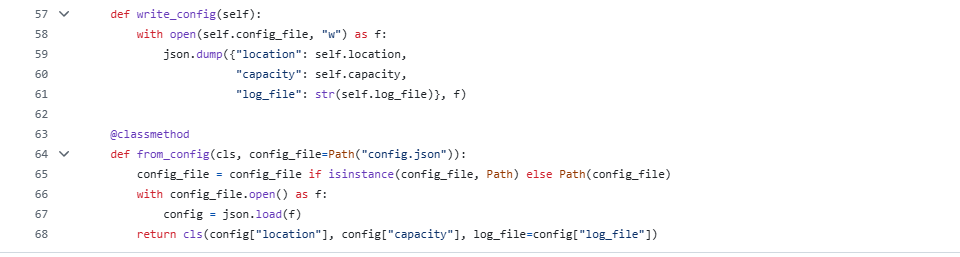 57 def write_config(self):
58 with open(self.config_file, "w") as f:
59 json.dump({"location": self.location,
60 "capacity": self.capacity,
61 "log_file": str(self.log_file)}, f)
62
63 @classmethod
64 def from_config(cls, config_file=Path("config.json")):
65 config_file = config_file if isinstance(config_file, Path) else Path(config_file)
66 with config_file.open() as f:
67 config = json.load(f)
68 return cls(config["location"], config["capacity"], log_file=config["log_file"])